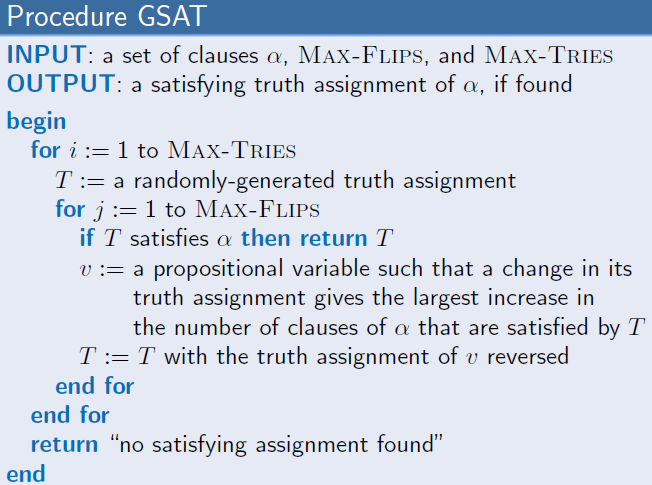 Procedure GSAT
INPUT: a set of clauses α, MAX-FLIPS, and MAX-TRIES
OUTPUT: a satisfying truth assignment of α, if found
begin
for i := 1 to MAX-TRIES
T := a randomly-generated truth assignment
for j := 1 to MAX-FLIPS
if T satisfies α then return T
v := a propositional variable such that a change in its
truth assignment gives the largest increase in
the number of clauses of α that are satisfied by T
T := T with the truth assignment of v reversed
end for
end for
return “no satisfying assignment found”
end